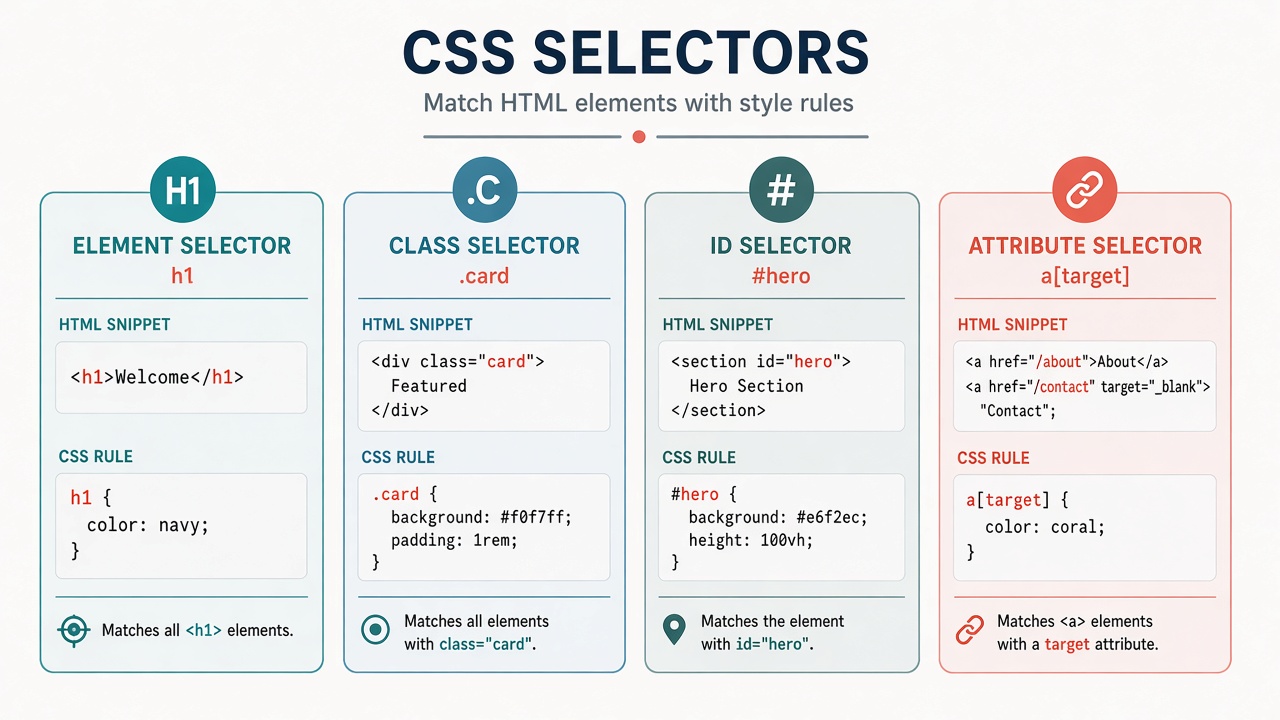 CSS SELECTORS
Match HTML elements with style rules
H1
ELEMENT SELECTOR
h1
HTML SNIPPET
<h1>Welcome</h1>
CSS RULE
h1 {
  color: navy;
}
Matches all <h1> elements.
.C
CLASS SELECTOR
.card
HTML SNIPPET
<div class="card">
  Featured
</div>
CSS RULE
.card {
  background: #f0f7ff;
  padding: 1rem;
}
Matches all elements
with class="card".
#
ID SELECTOR
#hero
HTML SNIPPET
<section id="hero">
  Hero Section
</section>
CSS RULE
#hero {
  background: #e6f2ec;
  height: 100vh;
}
Matches the element
with id="hero".
ATTRIBUTE SELECTOR
a[target]
HTML SNIPPET
<a href="/about">About</a>
<a href="/contact" target="_blank">
  "Contact";
CSS RULE
a[target] {
  color: coral;
}
Matches <a> elements
with a target attribute.